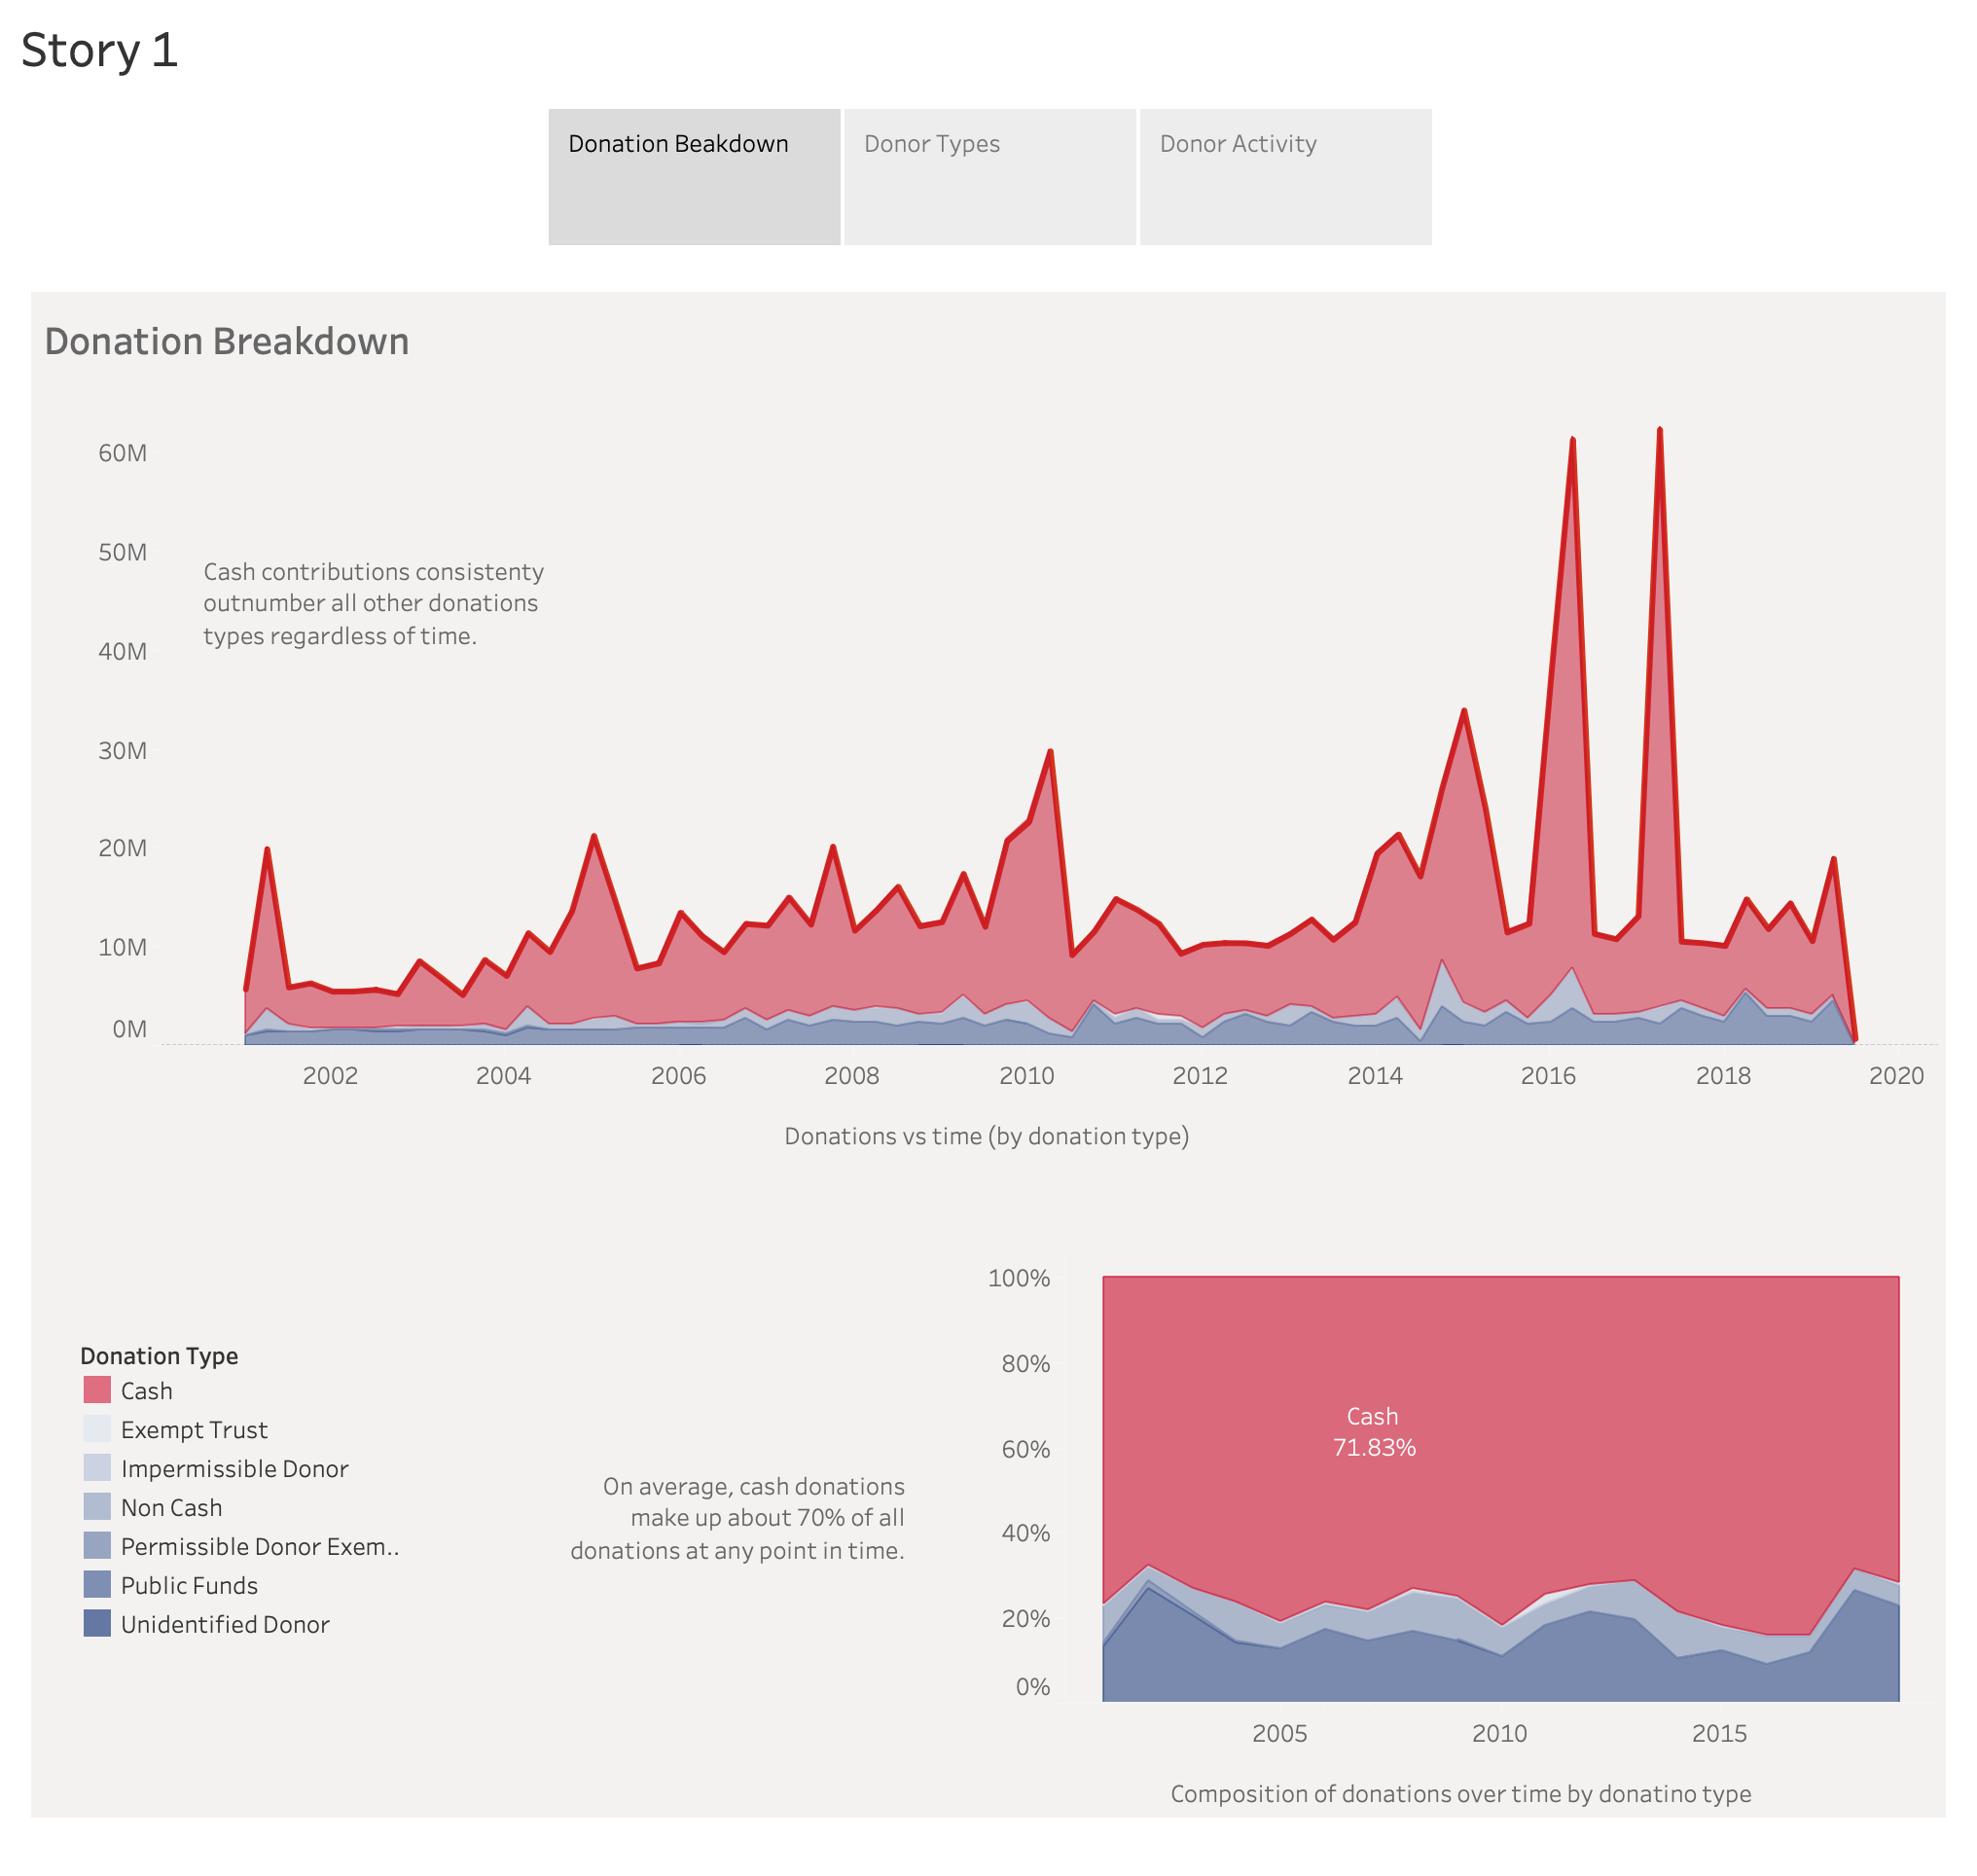 Story 1
Donation Beakdown
Donor Types
Donor Activity
Donation Breakdown
60M
50M
Cash contributions consistenty
outnumber all other donations
types regardless of time.
40M
30M
20M
10M
0M
2002
2004
2006
2008
2010
2012
2014
2016
2018
2020
Donations vs time (by donation type)
Donation Type
Cash
Exempt Trust
Impermissible Donor
Non Cash
Permissible Donor Exem..
Public Funds
Unidentified Donor
On average, cash donations
make up about 70% of all
donations at any point in time.
100%
80%
60%
40%
20%
0%
Cash
71.83%
2005
2010
2015
Composition of donations over time by donatino type